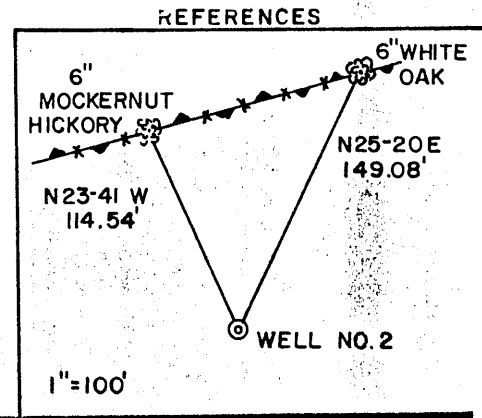 REFERENCES
6" WHITE
OAK
6"
MOCKERNUT
HICKORY
N25-20E
149.08'
N23-41 W
114.54'
WELL NO. 2
1"=100'